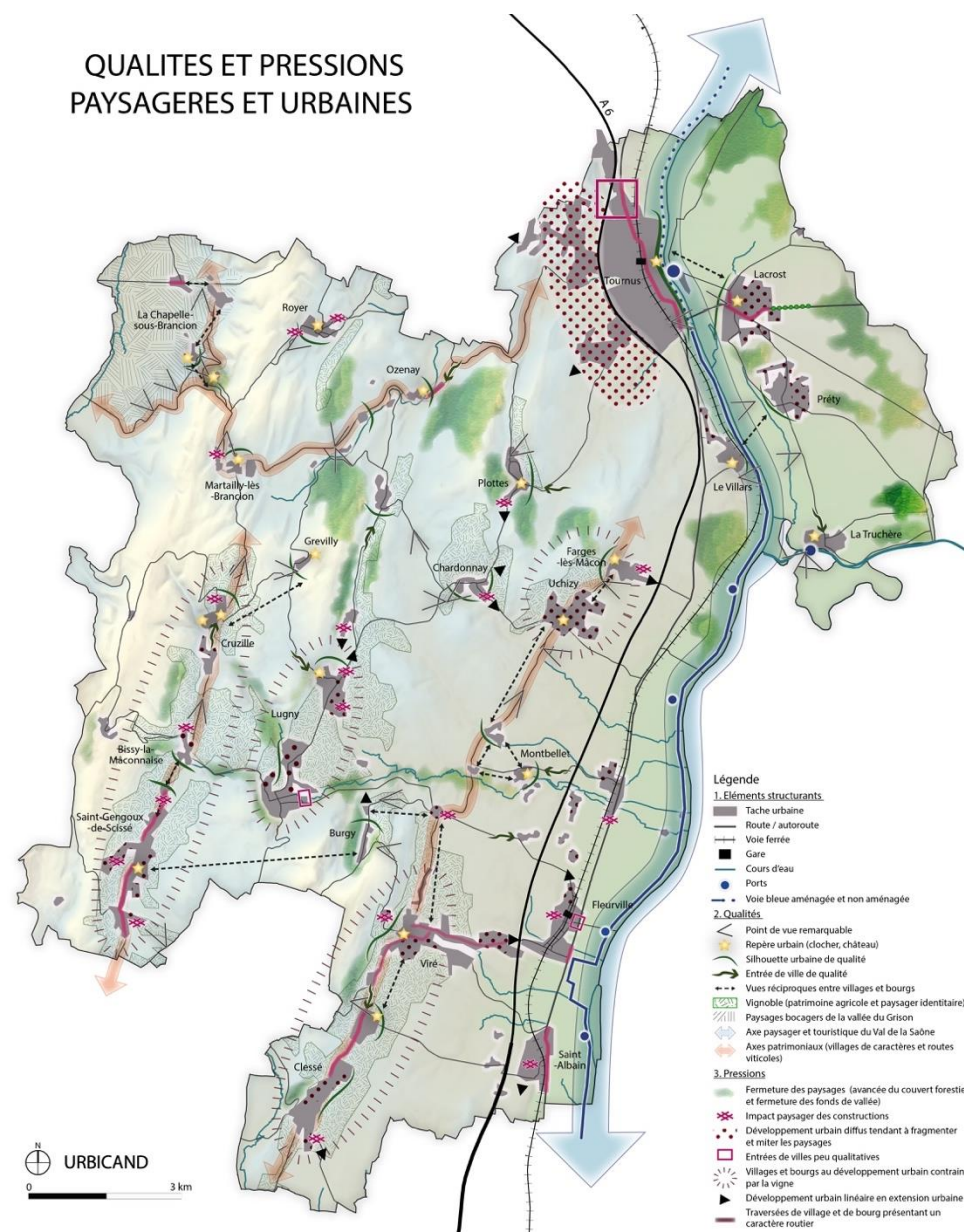 QUALITES ET PRESSIONS
PAYSAGERES ET URBAINES
A 6
Tournus
Lacrost
La Chapelle-
sous-Brancion
Royer
Ozenay
Préty
Martailly-lès
-Brancion
Plottes
Le Villars
La Truchère
Grevilly
Chardonnay
Farges
-lès-Mâcon
Uchizy
Cruzille
Lugny
Bissy-la-
Mâconnaise
Montbellet
Saint-Gengoux
-de-Scissé
Burgy
Fleurville
Viré
Clessé
Saint
-Albain
Légende
1. Eléments structurants
Tache urbaine
Route / autoroute
Voie ferrée
Gare
Cours d'eau
Ports
Voie bleue aménagée et non aménagée
2. Qualités
Point de vue remarquable
Repère urbain (clocher, château)
Silhouette urbaine de qualité
Entrée de ville de qualité
Vues réciproques entre villages et bourgs
Vignoble (patrimoine agricole et paysager identitaire)
Paysages bocagers de la vallée du Grison
Axe paysager et touristique du Val de la Saône
Axes patrimoniaux (villages de caractères et routes
viticoles)
3. Pressions
Fermeture des paysages (avancée du couvert forestie
et fermeture des fonds de vallée)
Impact paysager des constructions
Développement urbain diffus tendant à fragmenter
et miter les paysages
Entrées de villes peu qualitatives
Villages et bourgs au développement urbain contrain
par la vigne
Développement urbain linéaire en extension urbaine
Traversées de village et de bourg présentant un
caractère routier
N
URBICAND
0 3 km